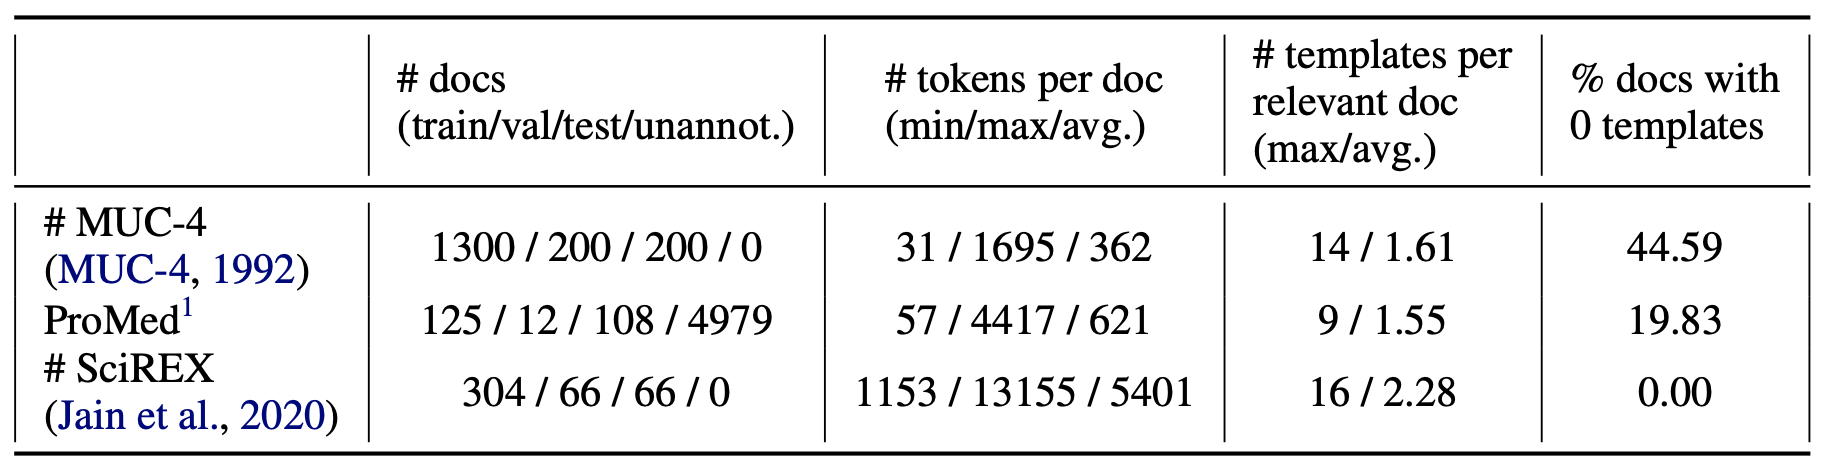 # docs
(train/val/test/unannot.)
# tokens per doc
(min/max/avg.)
# templates per
relevant doc
(max/avg.)
% docs with
0 templates
# MUC-4
(MUC-4, 1992)
1300 / 200 / 200 / 0
31 / 1695 / 362
14 / 1.61
44.59
ProMed1
125 / 12 / 108 / 4979
57 / 4417 / 621
9 / 1.55
19.83
# SciREX
(Jain et al., 2020)
304 / 66 / 66 / 0
1153 / 13155 / 5401
16 / 2.28
0.00